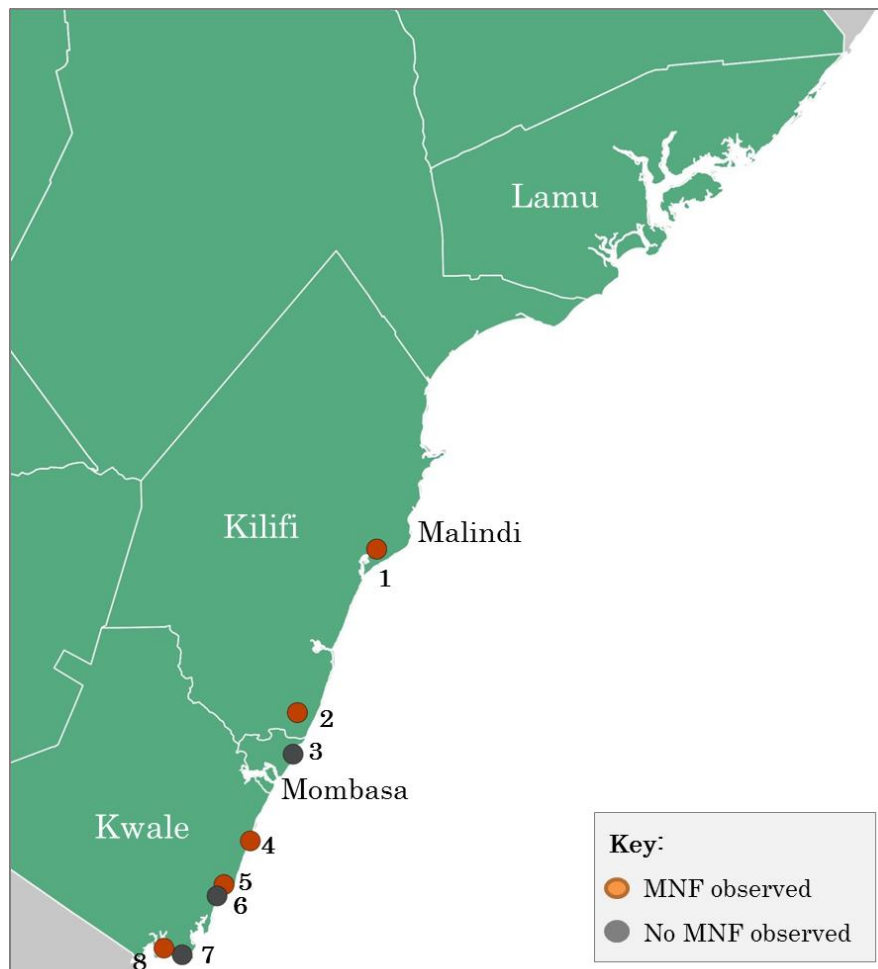 Lamu
Kilifi
Malindi
1
2
3
Mombasa
Kwale
4
5
6
7
8
Key:
MNF observed
No MNF observed